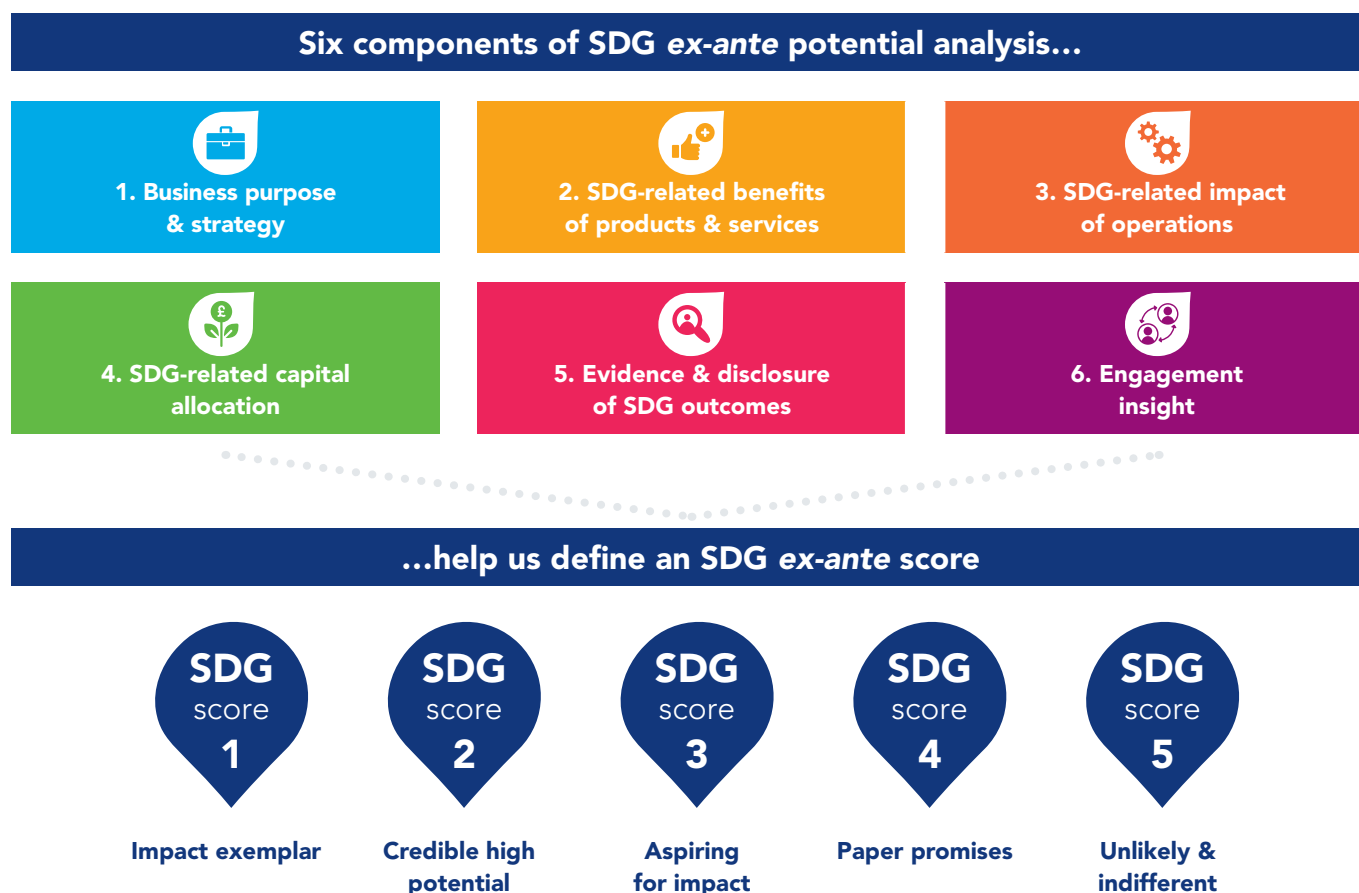 Six components of SDG ex-ante potential analysis…
1. Business purpose
& strategy
2. SDG-related benefits
of products & services
3. SDG-related impact
of operations
£
4. SDG-related capital
allocation
5. Evidence & disclosure
of SDG outcomes
6. Engagement
insight
…help us define an SDG ex-ante score
SDG
score
1
Impact exemplar
SDG
score
2
Credible high
potential
SDG
score
3
Aspiring
for impact
SDG
score
4
Paper promises
SDG
score
5
Unlikely &
indifferent